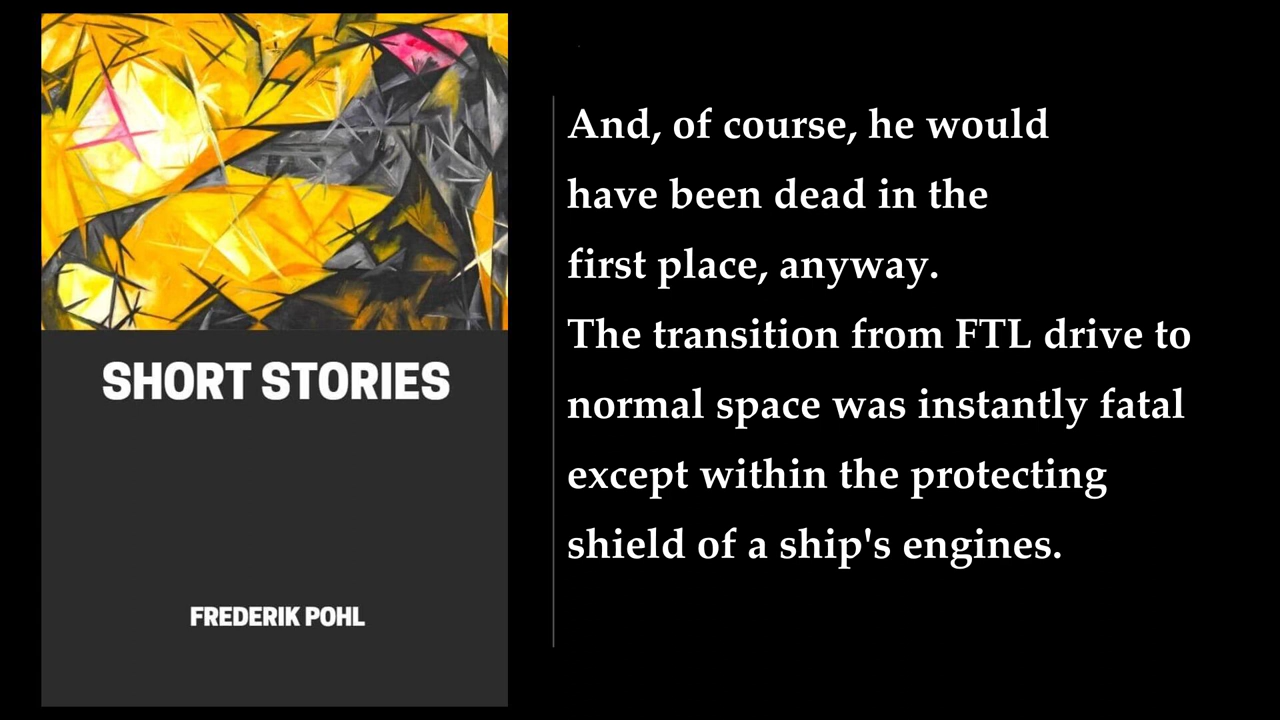 SHORT STORIES
FREDERIK POHL
And, of course, he would
have been dead in the
first place, anyway.
The transition from FTL drive to
normal space was instantly fatal
except within the protecting
shield of a ship's engines.